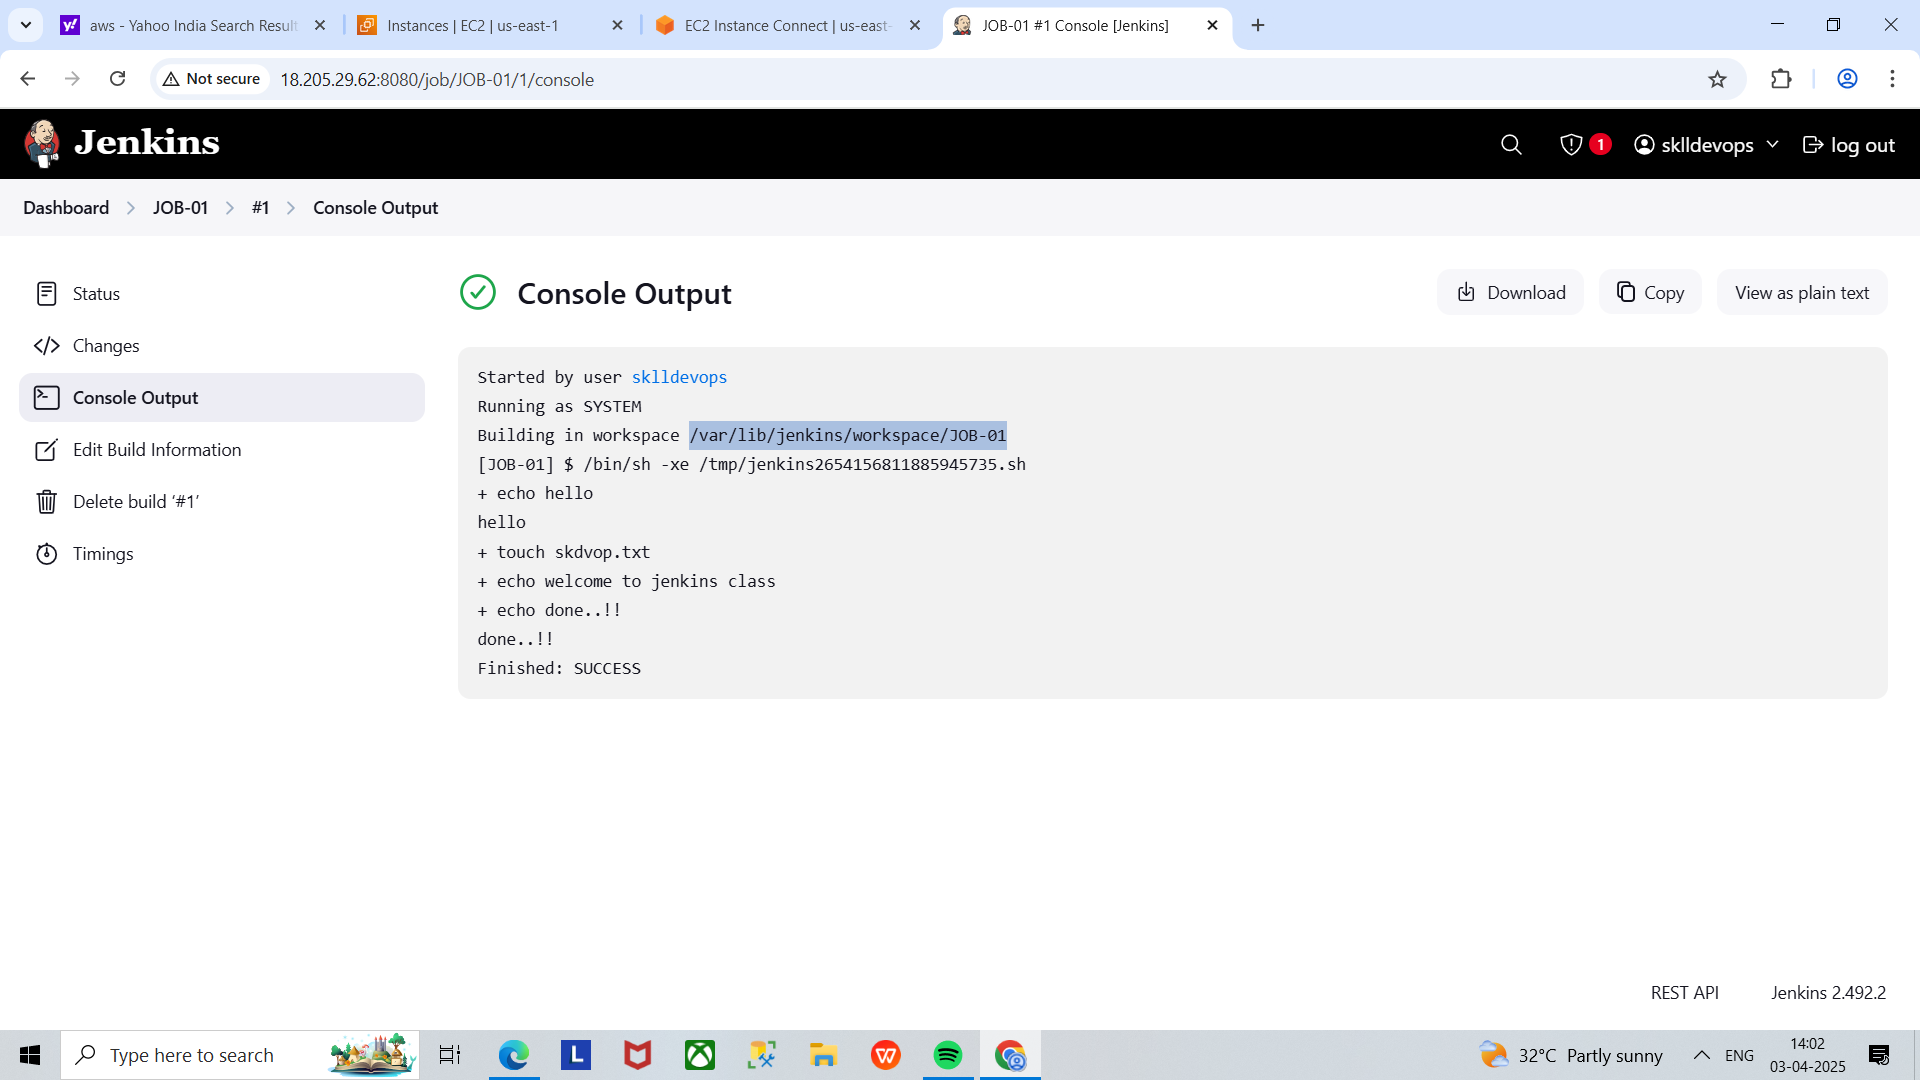 aws - Yahoo India Search Result
Instances | EC2 | us-east-1
EC2 Instance Connect | us-east-
JOB-01 #1 Console [Jenkins]
Not secure
18.205.29.62:8080/job/JOB-01/1/console
Jenkins
1
sklldevops
log out
Dashboard
JOB-01
#1
Console Output
Status
Changes
Console Output
Edit Build Information
Delete build ‘#1’
Timings
Console Output
Download
Copy
View as plain text
Started by user sklldevops
Running as SYSTEM
Building in workspace /var/lib/jenkins/workspace/JOB-01
[JOB-01] $ /bin/sh -xe /tmp/jenkins2654156811885945735.sh
+ echo hello
hello
+ touch skdvop.txt
+ echo welcome to jenkins class
+ echo done..!!
done..!!
Finished: SUCCESS
REST API
Jenkins 2.492.2
Type here to search
L
W
32°C Partly sunny
ENG
14:02
03-04-2025